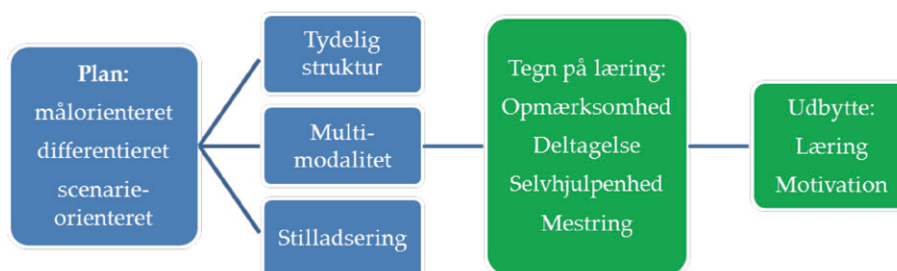 Plan:
målorienteret
differentieret
scenarie-
orienteret
Tydelig
struktur
Multi-
modalitet
Stilladsering
Tegn på læring:
Opmærksomhed
Deltagelse
Selvhjulpenhed
Mestring
Udbytte:
Læring
Motivation